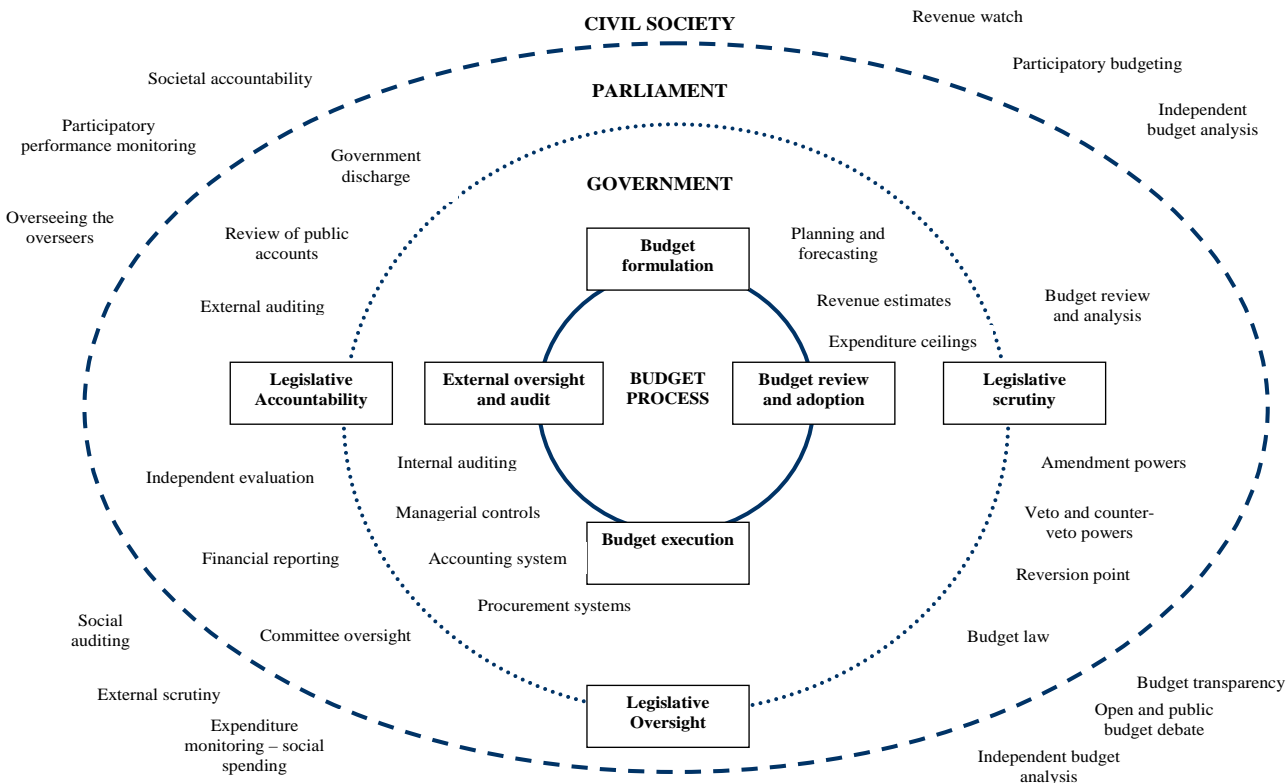 CIVIL SOCIETY
Revenue watch
Societal accountability
Participatory budgeting
PARLIAMENT
Independent
budget analysis
Participatory
performance monitoring
Government
discharge
GOVERNMENT
Overseeing the
overseers
Review of public
accounts
Budget
formulation
Planning and
forecasting
External auditing
Revenue estimates
Budget review
and analysis
Expenditure ceilings
Legislative
Accountability
External oversight
and audit
BUDGET
PROCESS
Budget review
and adoption
Legislative
scrutiny
Internal auditing
Amendment powers
Independent evaluation
Managerial controls
Veto and counter-
veto powers
Budget execution
Financial reporting
Accounting system
Reversion point
Procurement systems
Social
auditing
Committee oversight
Budget law
External scrutiny
Legislative
Oversight
Budget transparency
Open and public
budget debate
Expenditure
monitoring – social
spending
Independent budget
analysis